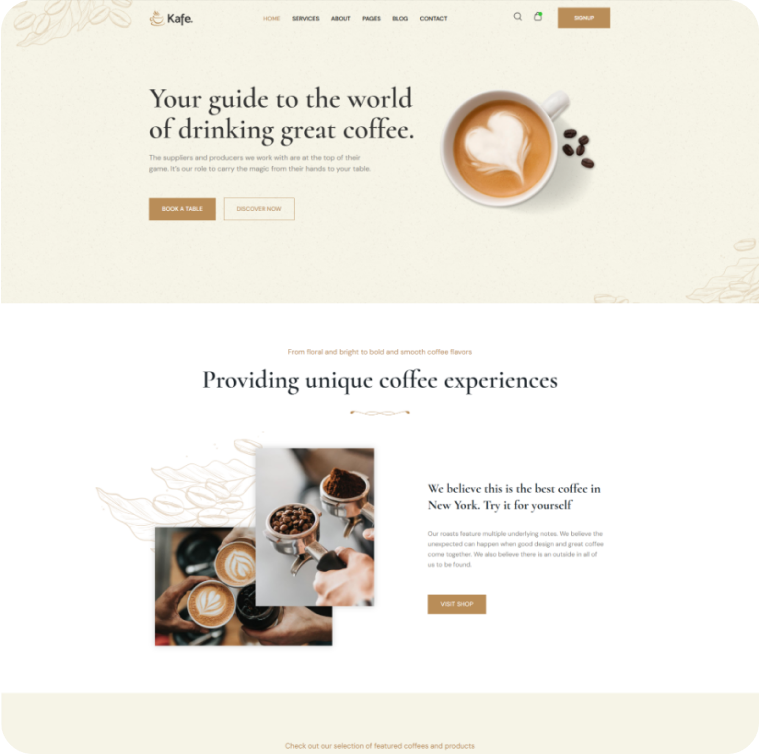 Kafe.
HOME SERVICES ABOUT PAGES BLOG CONTACT
SIGNUP
Your guide to the world
of drinking great coffee.
The suppliers and producers we work with are at the top of their
game. It's our role to carry the magic from their hands to your table.
BOOK A TABLE
DISCOVER NOW
From floral and bright to bold and smooth coffee flavors
Providing unique coffee experiences
We believe this is the best coffee in
New York. Try it for yourself
Our roasts feature multiple underlying notes. We believe the
unexpected can happen when good design and great coffee
come together. We also believe there is an outside in all of
us to be found.
VISIT SHOP
Check out our selection of featured coffees and products